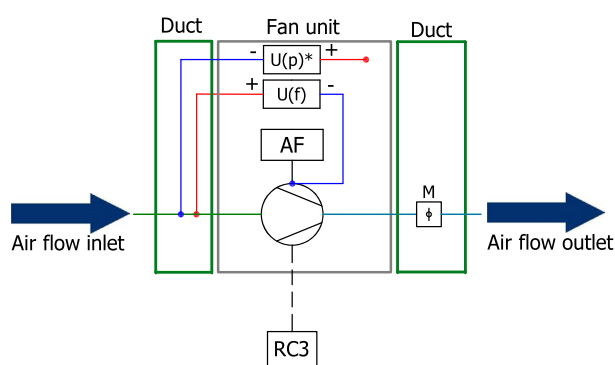 Duct
Fan unit
Duct
- U(p)* +
+ U(f) -
AF
M
ϕ
Air flow inlet
Air flow outlet
RC3